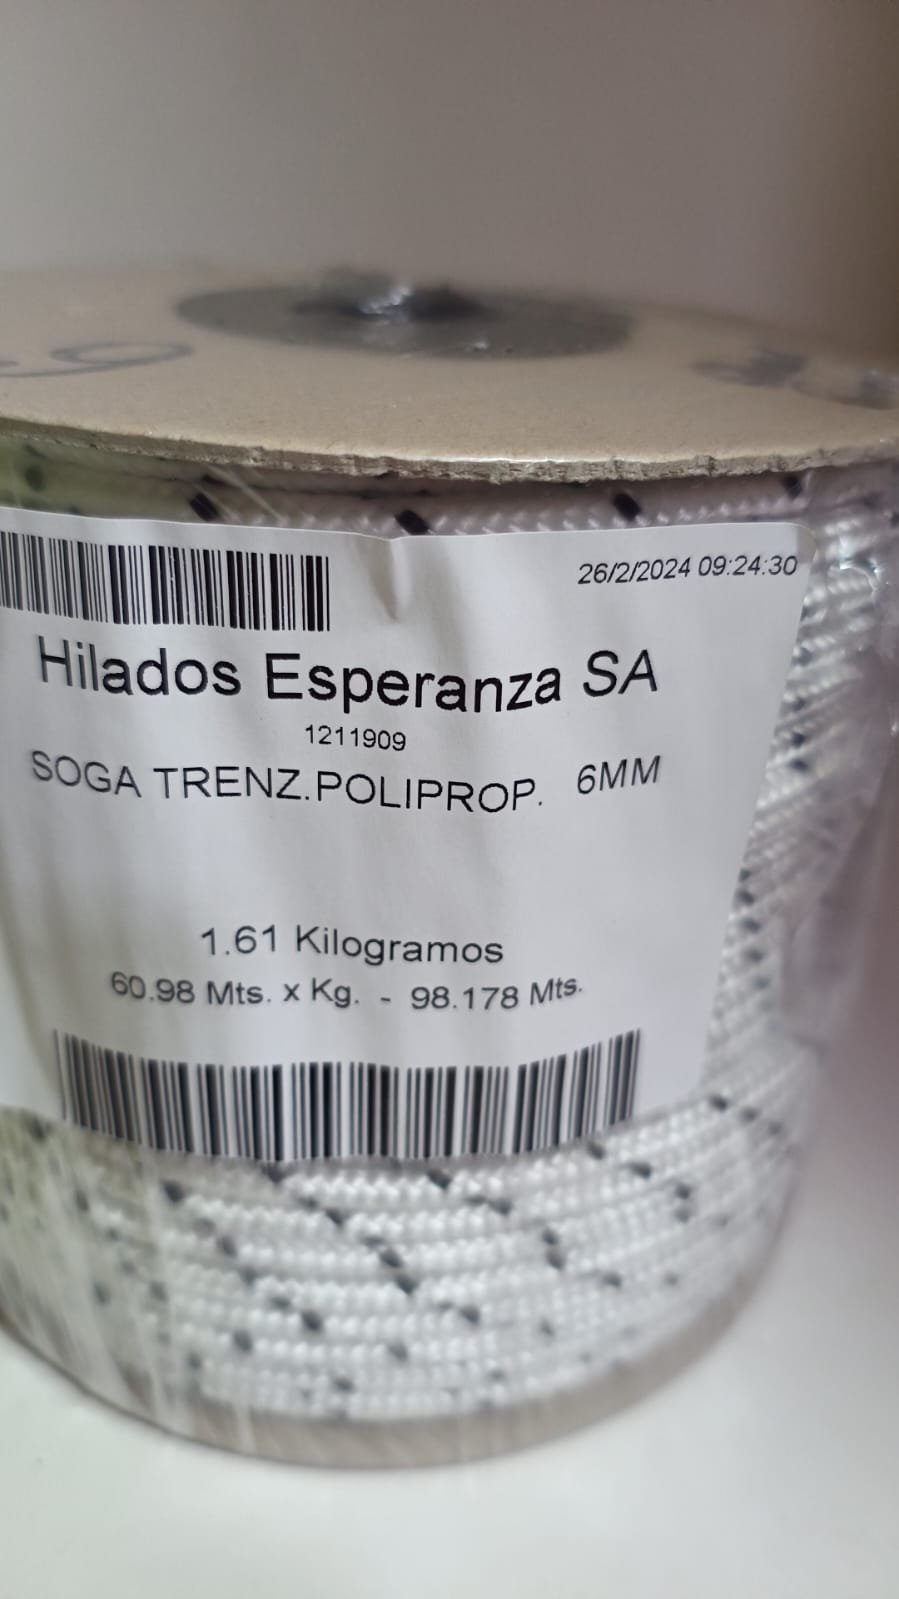 26/2/2024 09:24:30
Hilados Esperanza SA
1211909
SOGA TRENZ.POLIPROP. 6MM
1.61 Kilogramos
60.98 Mts. x Kg. - 98.178 Mts.